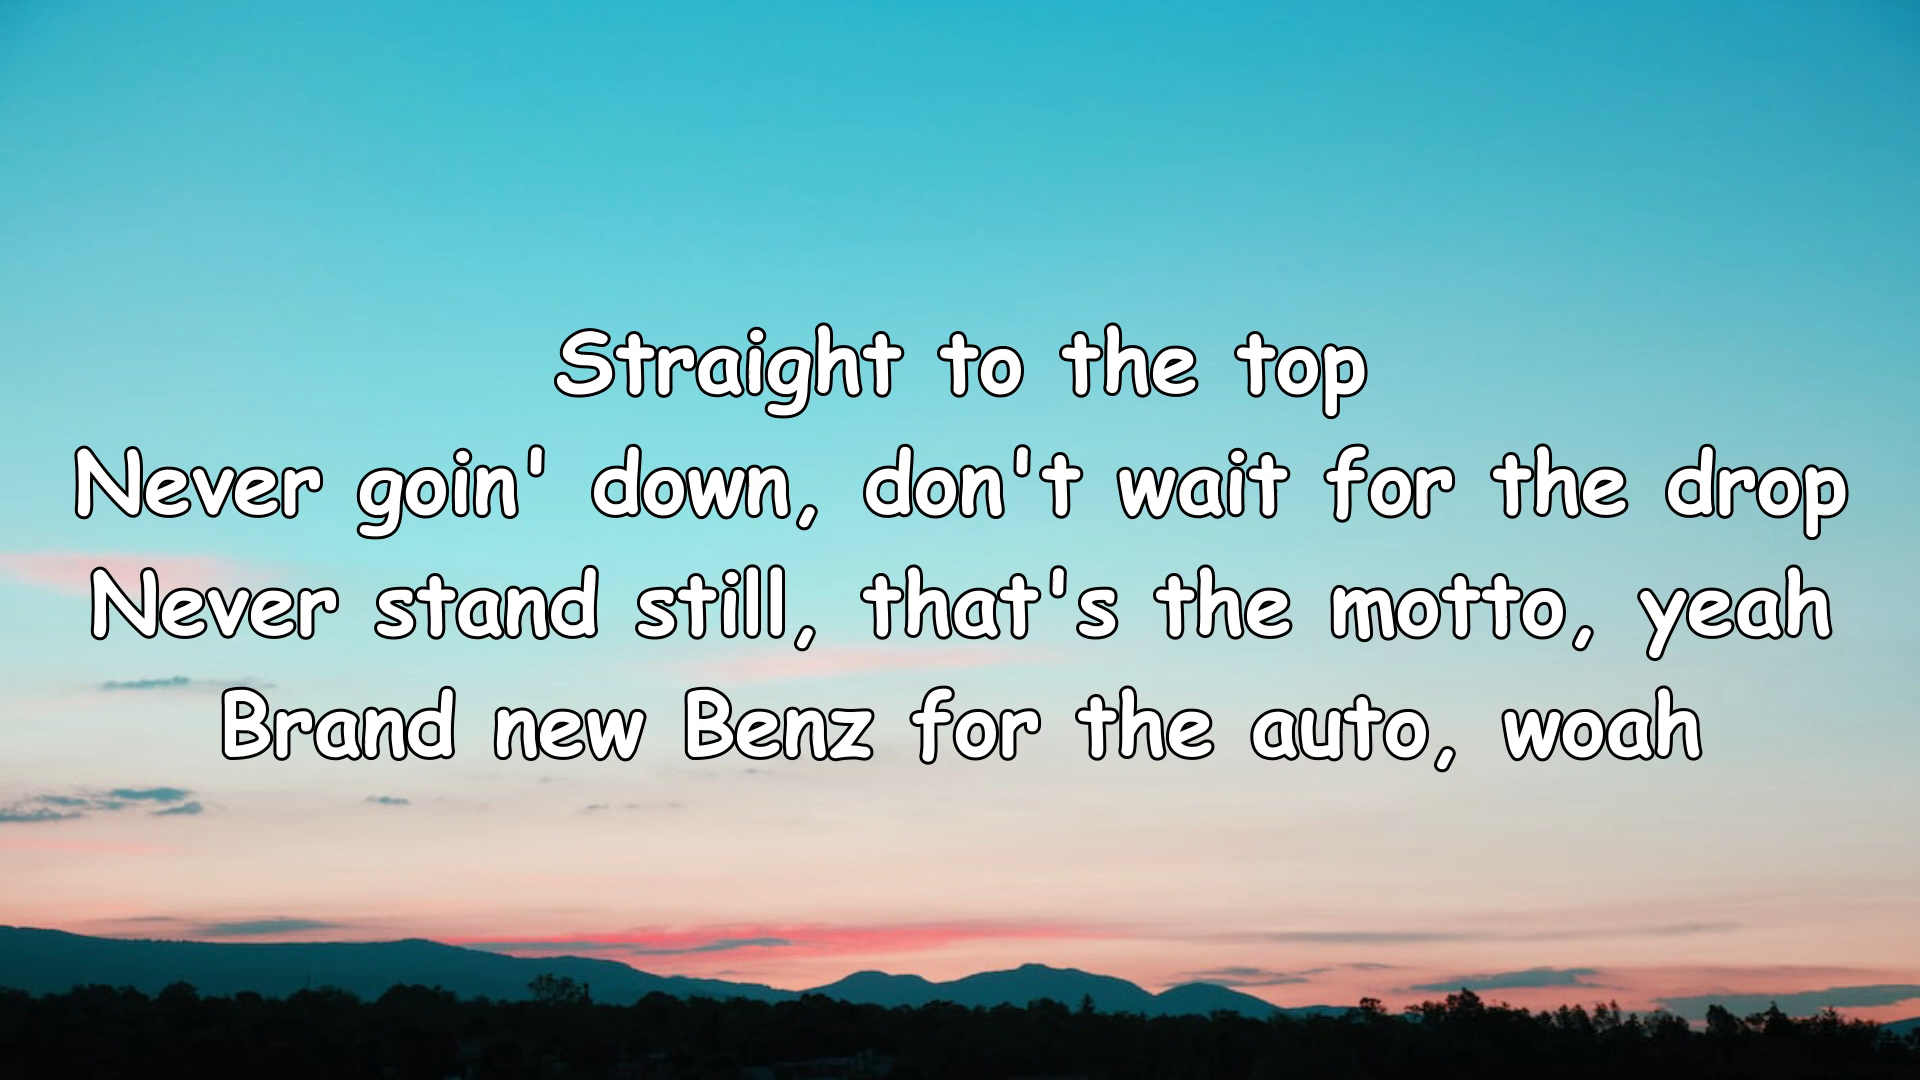 Straight to the top
Never goin' down, don't wait for the drop
Never stand still, that's the motto, yeah
Brand new Benz for the auto, woah